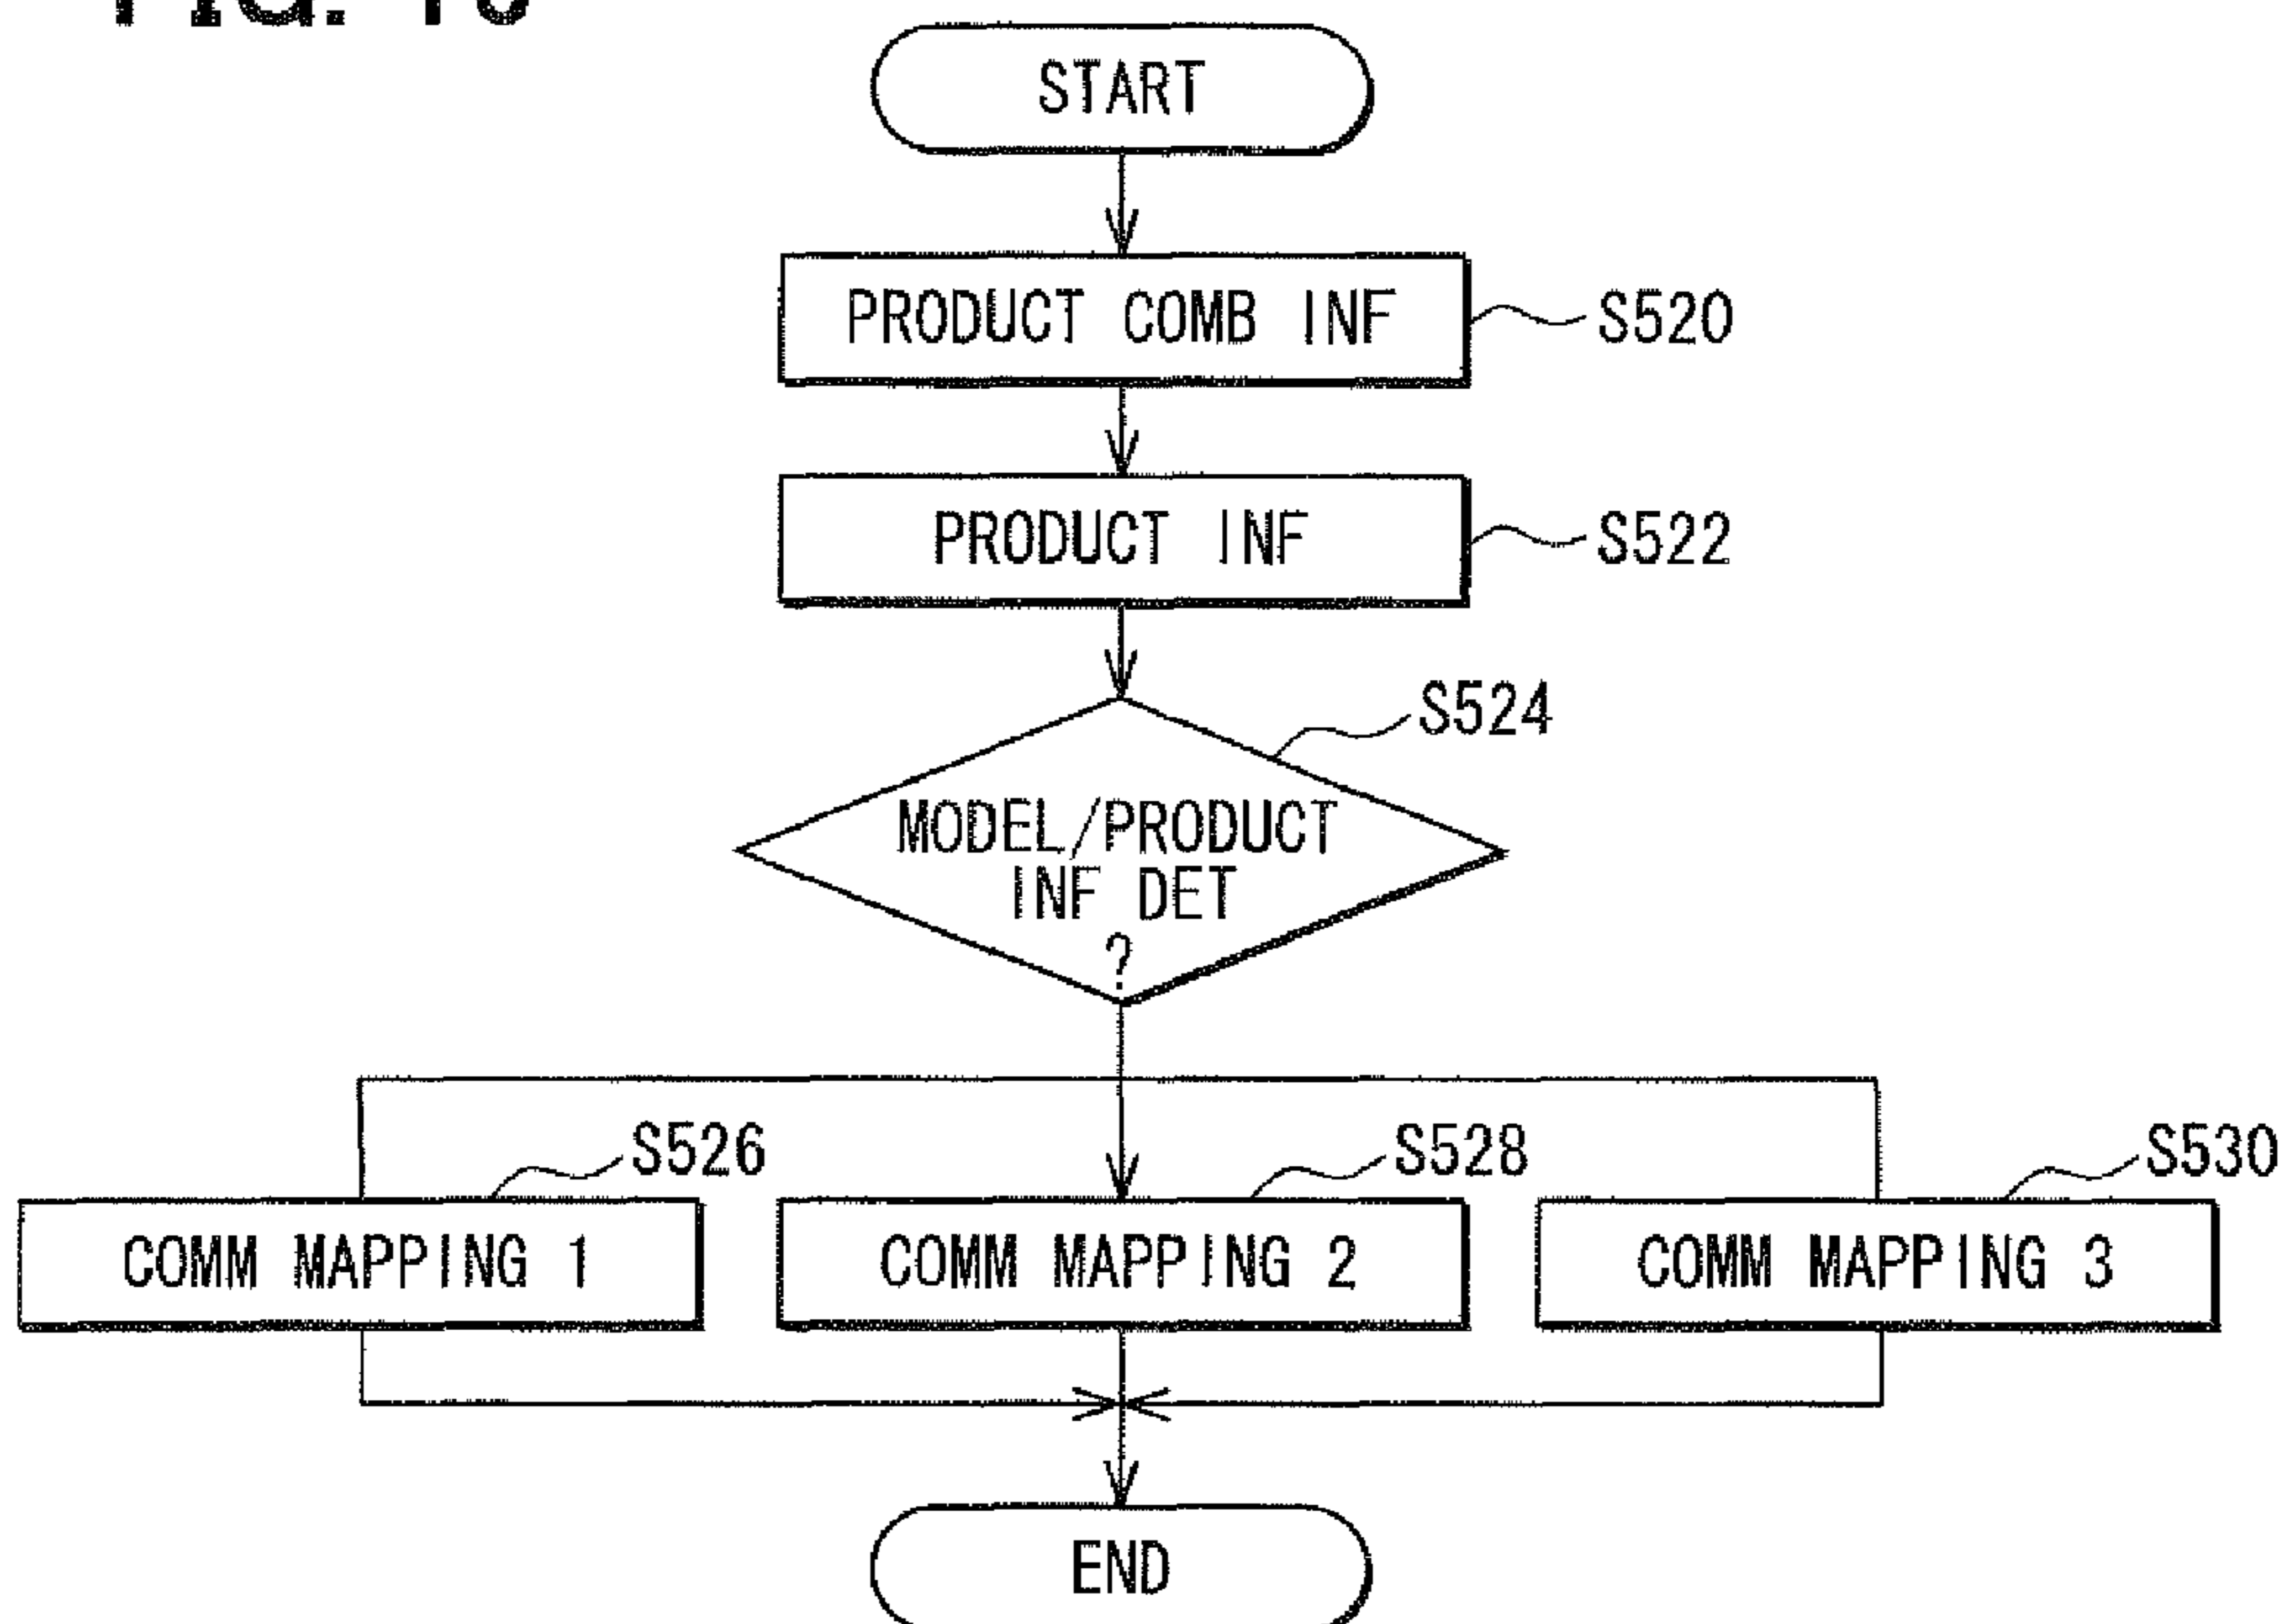 START
PRODUCT COMB INF
S520
PRODUCT INF
S522
S524
MODEL/PRODUCT
INF DET
?
S526
S528
S530
COMM MAPPING 1
COMM MAPPING 2
COMM MAPPING 3
END